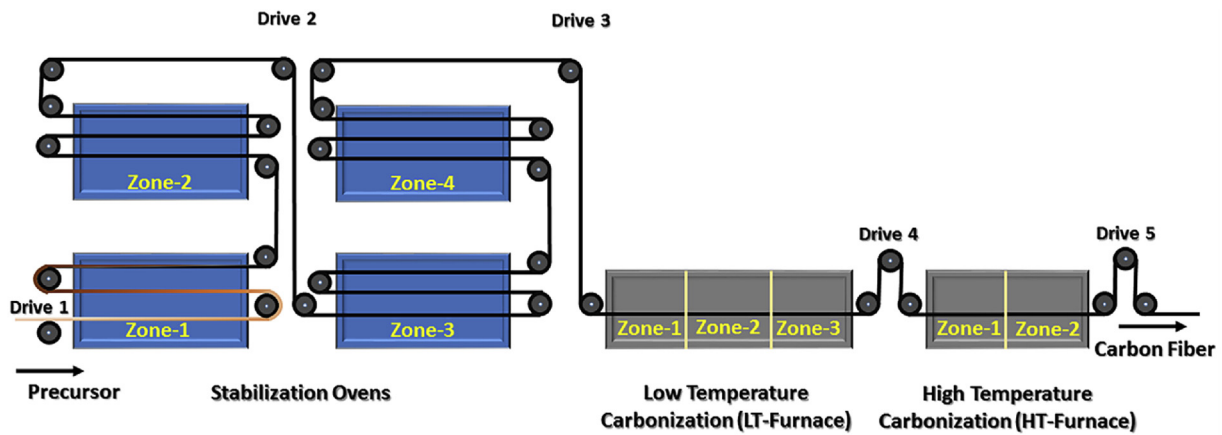 Drive 2
Drive 3
Zone-2
Zone-4
Drive 4
Drive 5
Drive 1
Zone-1
Zone-3
Zone-1
Zone-2
Zone-3
Zone-1
Zone-2
Carbon Fiber
Precursor
Stabilization Ovens
Low Temperature
Carbonization (LT-Furnace)
High Temperature
Carbonization (HT-Furnace)